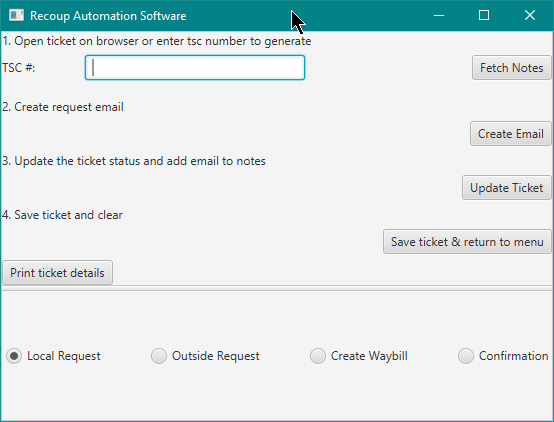 Recoup Automation Software
1. Open ticket on browser or enter tsc number to generate
TSC #: Fetch Notes
2. Create request email
Create Email
3. Update the ticket status and add email to notes
Update Ticket
4. Save ticket and clear
Save ticket & return to menu
Print ticket details
Local Request Outside Request Create Waybill Confirmation